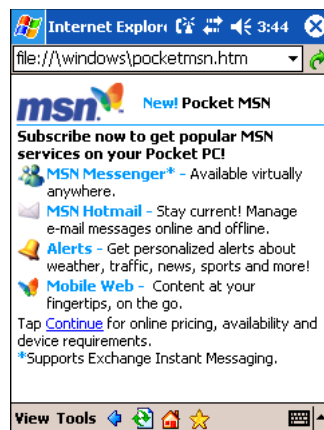 Internet Explor 3:44
file://\windows\pocketmsn.htm
msn New! Pocket MSN
Subscribe now to get popular MSN
services on your Pocket PC!
MSN Messenger* - Available virtually
anywhere.
MSN Hotmail - Stay current! Manage
e-mail messages online and offline.
Alerts - Get personalized alerts about
weather, traffic, news, sports and more!
Mobile Web - Content at your
fingertips, on the go.
Tap Continue for online pricing, availability and
device requirements.
*Supports Exchange Instant Messaging.
View Tools